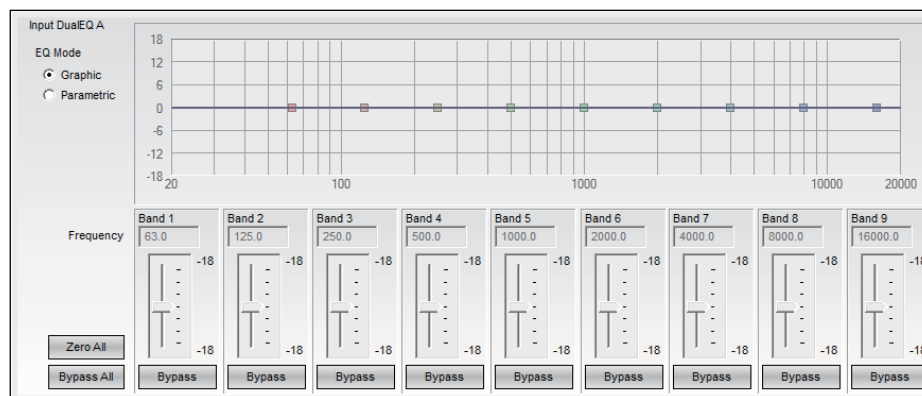 Input DualEQ A
EQ Mode
Graphic
Parametric
18
12
6
0
-6
-12
-18
20 100 1000 10000 20000
Band 1 Band 2 Band 3 Band 4 Band 5 Band 6 Band 7 Band 8 Band 9
Frequency 63.0 125.0 250.0 500.0 1000.0 2000.0 4000.0 8000.0 16000.0
-18 -18 -18 -18 -18 -18 -18 -18 -18
Zero All -18 -18 -18 -18 -18 -18 -18 -18 -18
Bypass All Bypass Bypass Bypass Bypass Bypass Bypass Bypass Bypass Bypass